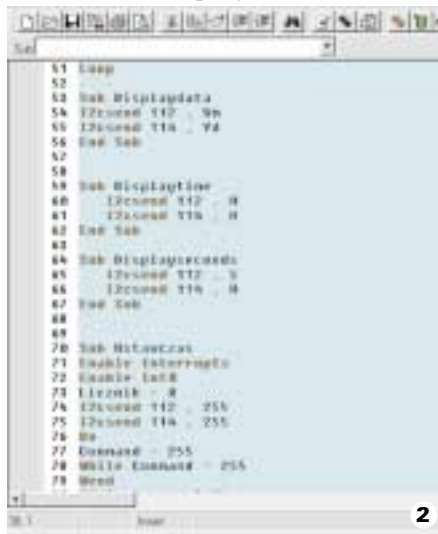 Sub
51 Loop
52
53 Sub Displaydata
54 I2csend 112 ,
55 I2csend 114 ,
56 End Sub
57
58
59 Sub Displaytime
60 I2csend 112 ,
61 I2csend 114 ,
62 End Sub
63
64 Sub Displayseconds
65 I2csend 112 ,
66 I2csend 114 ,
67 End Sub
68
69
70 Sub
71 Enable Interrupts
72 Enable Int0
73 Licznik = 0
74 I2csend 112 , 255
75 I2csend 114 , 255
76 Do
77 Command = 255
78 While Command = 255
79 Wend
2